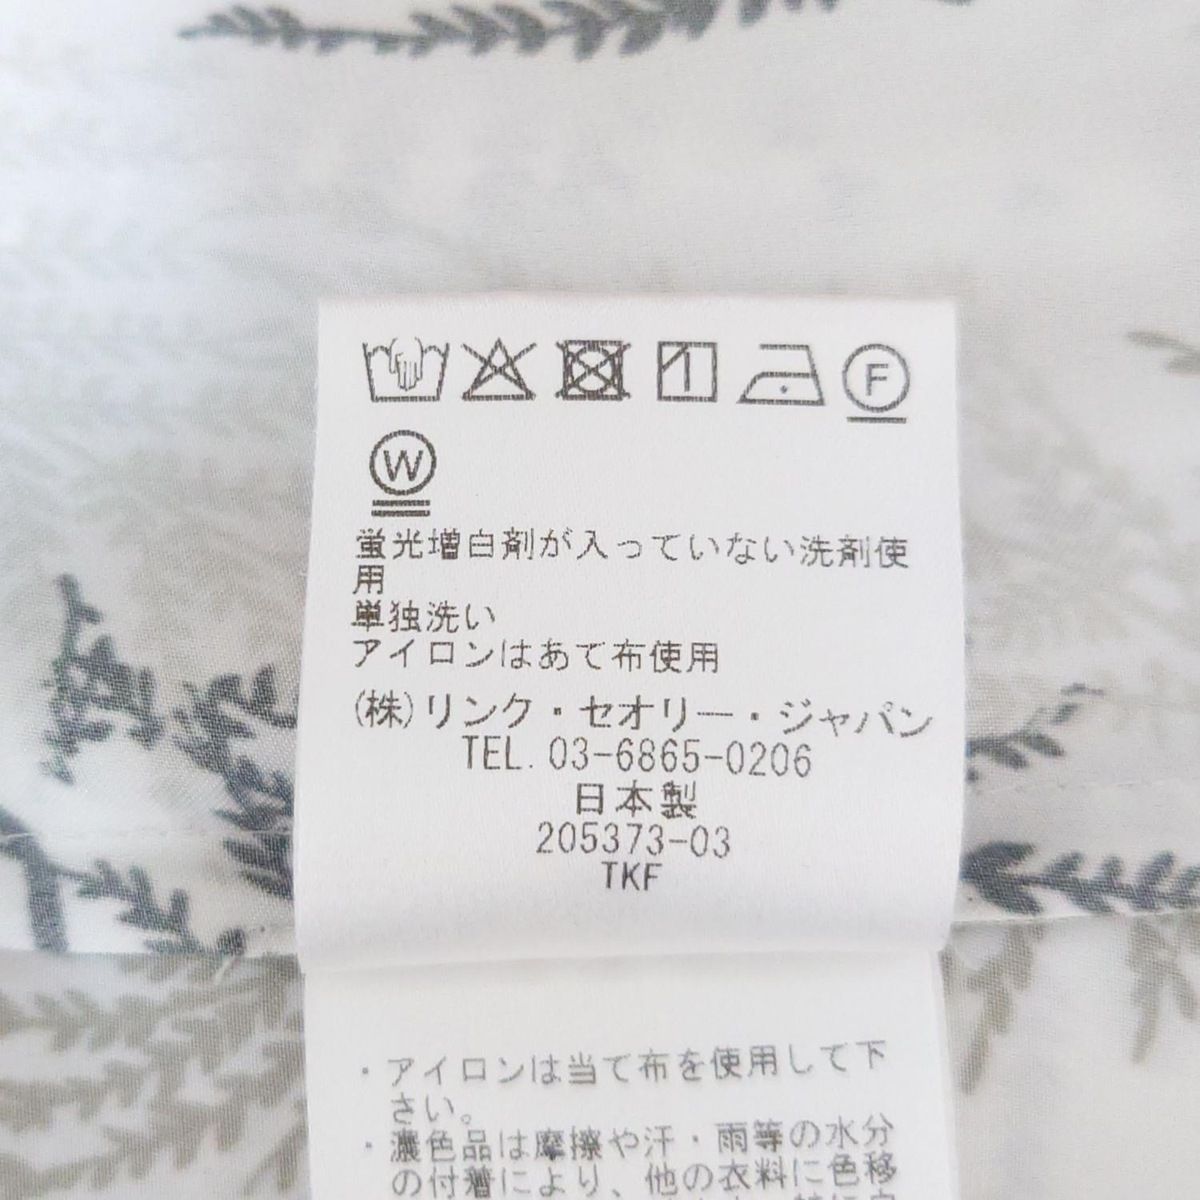 F
W
蛍光増白剤が入っていない洗剤使
用
単独洗い
アイロンはあて布使用
(株)リンク・セオリー・ジャパン
TEL. 03-6865-0206
日本製
205373-03
TKF
・アイロンは当て布を使用して下
さい。
・濃色品は摩擦や汗・雨等の水分
の付着により、他の衣料に色移